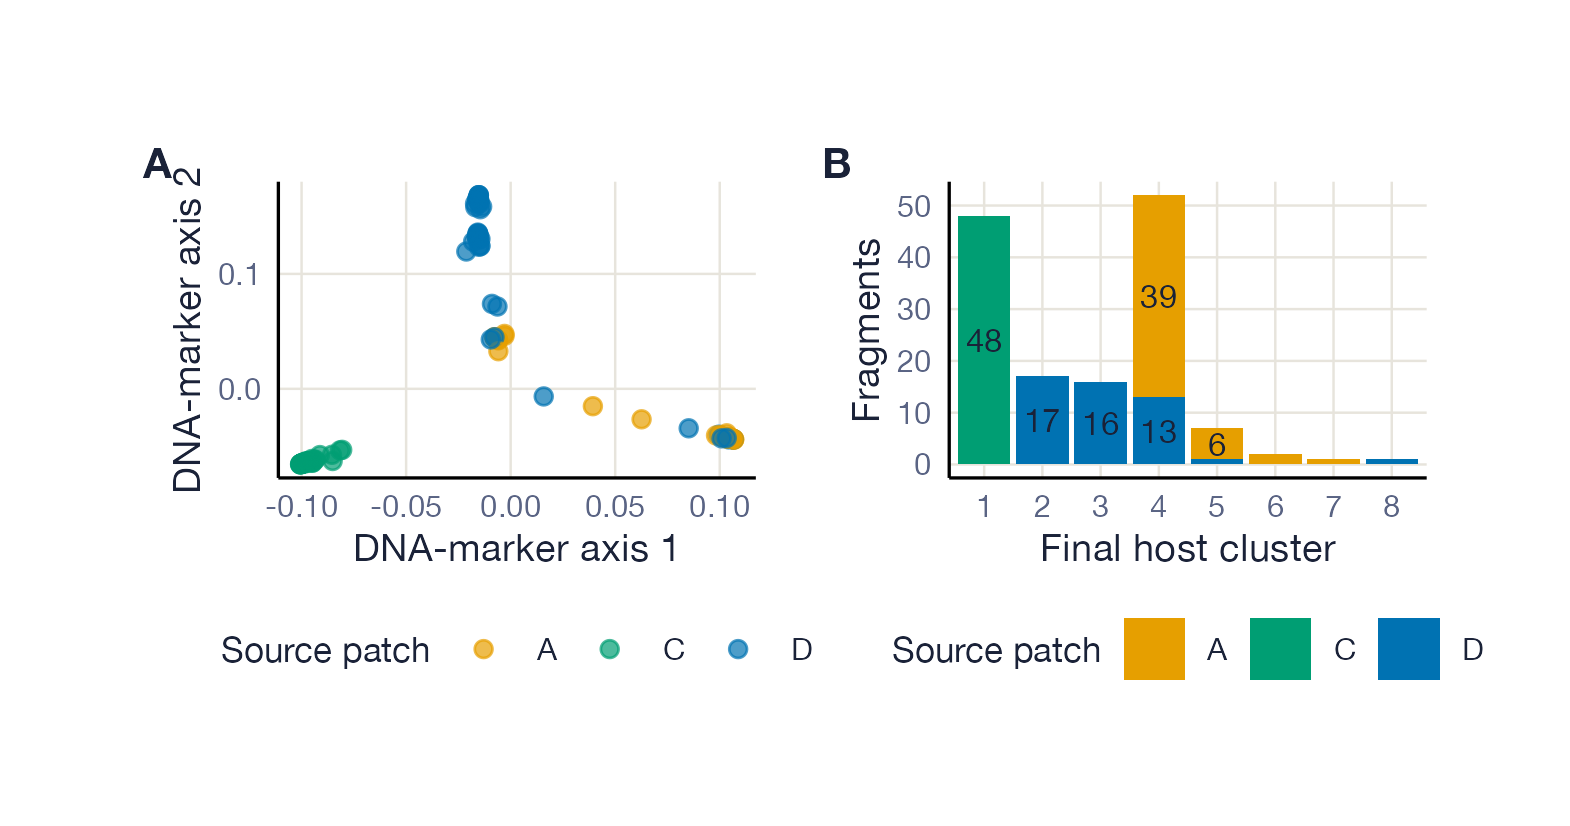 A
DNA-marker axis 2
0.1
0.0
-0.10 -0.05 0.00 0.05 0.10
DNA-marker axis 1
Source patch A C D
B
Fragments
50
40
30
20
10
0
48
17
16
39
13
6
1 2 3 4 5 6 7 8
Final host cluster
Source patch A C D